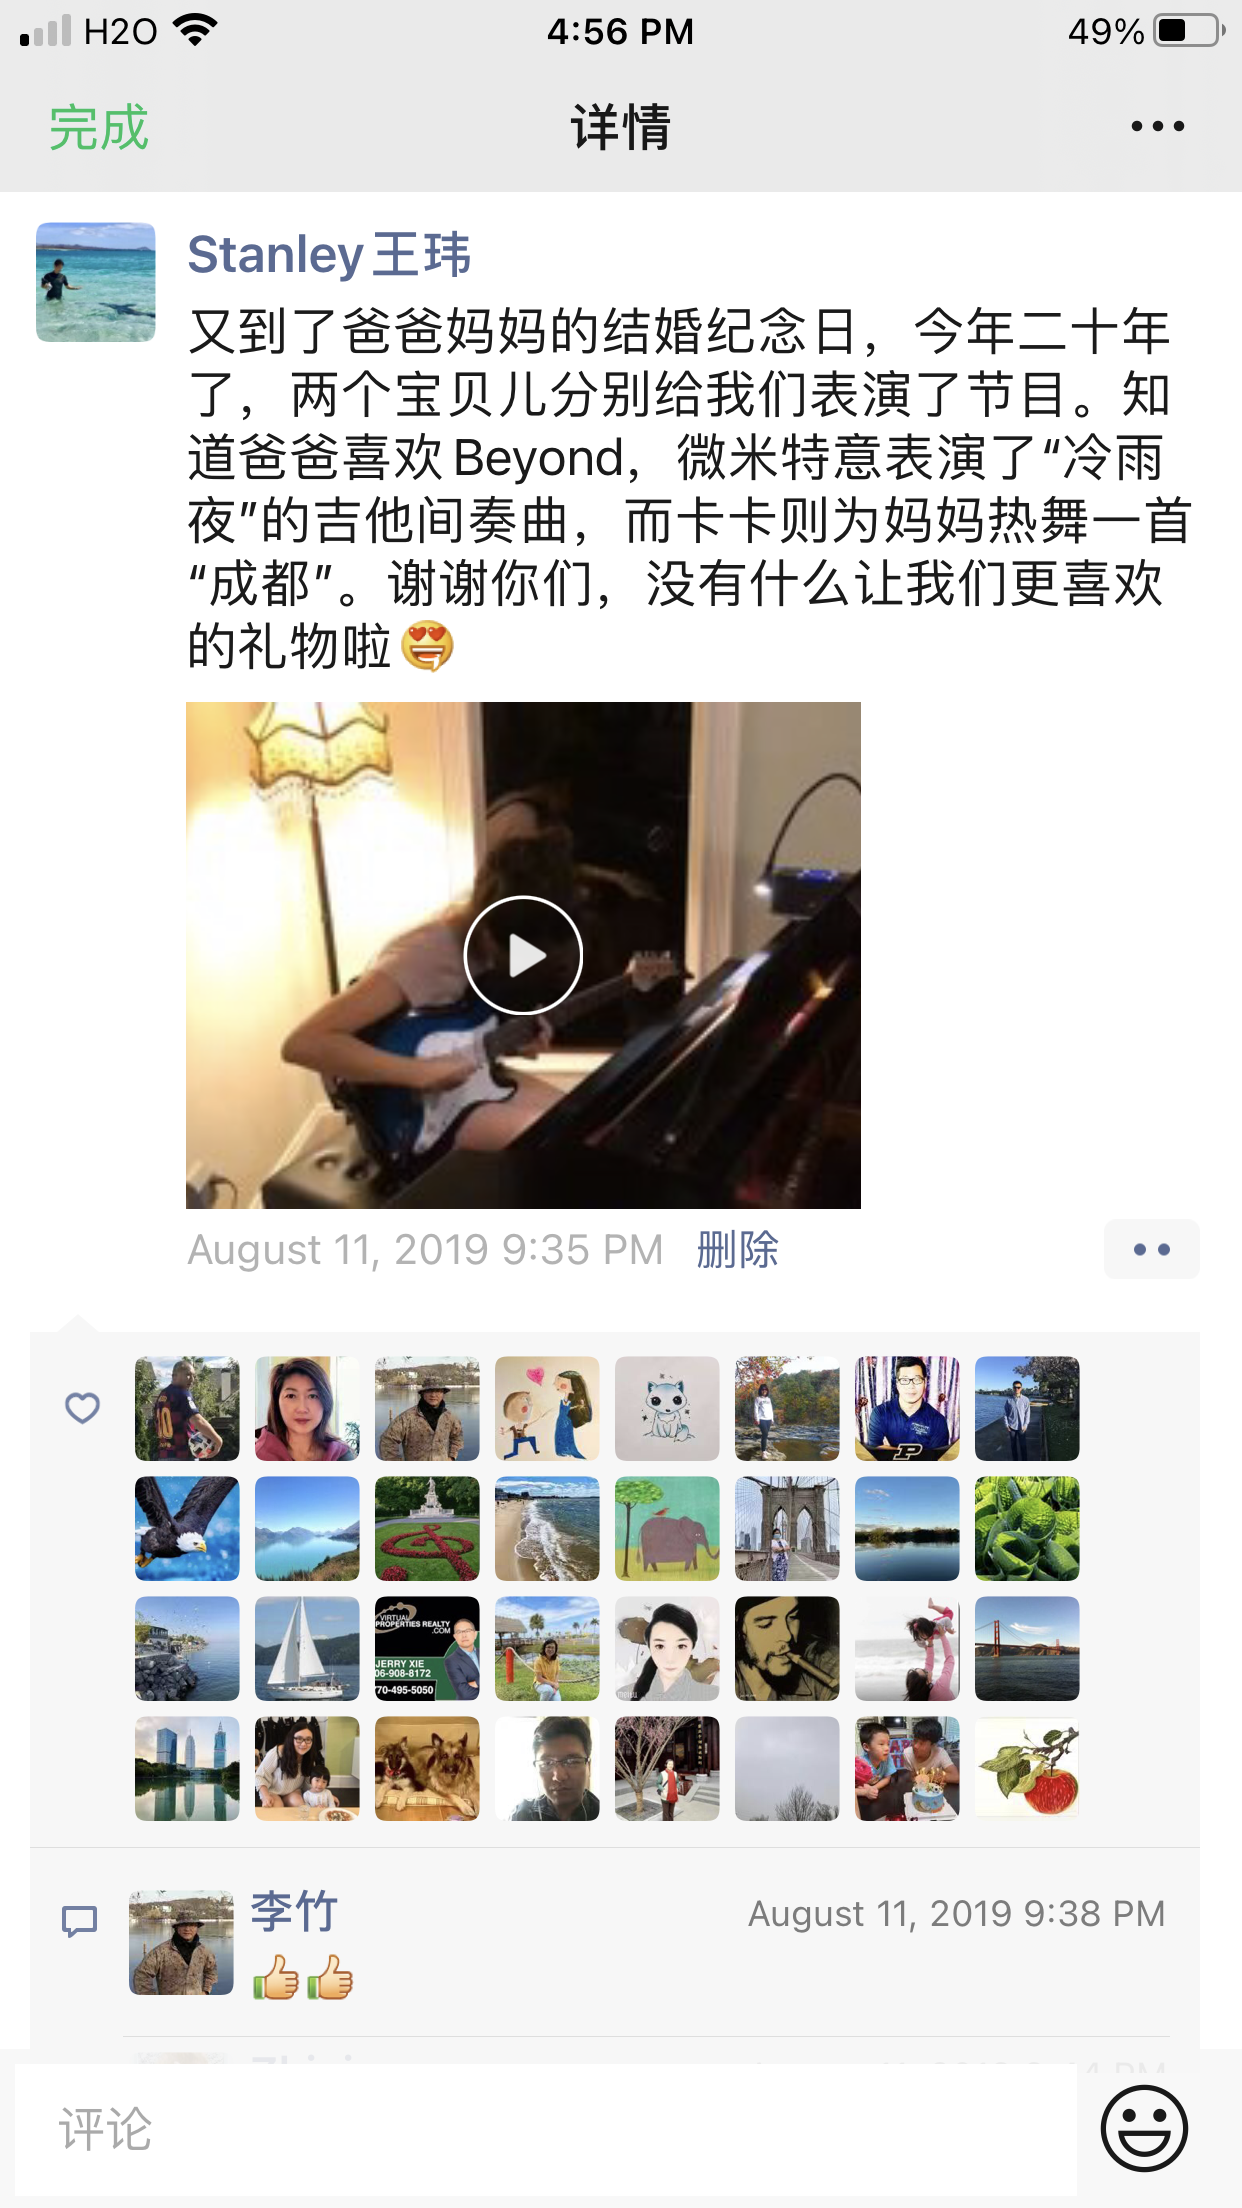 H2O 4:56 PM 49%
完成 详情
Stanley王玮
又到了爸爸妈妈的结婚纪念日，今年二十年
了，两个宝贝儿分别给我们表演了节目。知
道爸爸喜欢Beyond，微米特意表演了“冷雨
夜”的吉他间奏曲，而卡卡则为妈妈热舞一首
“成都”。谢谢你们，没有什么让我们更喜欢
的礼物啦
August 11, 2019 9:35 PM 删除
10
P
VIRTUAL
PROPERTIES REALTY
.COM
JERRY XIE
06-908-8172
70-495-5050
李竹 August 11, 2019 9:38 PM
评论